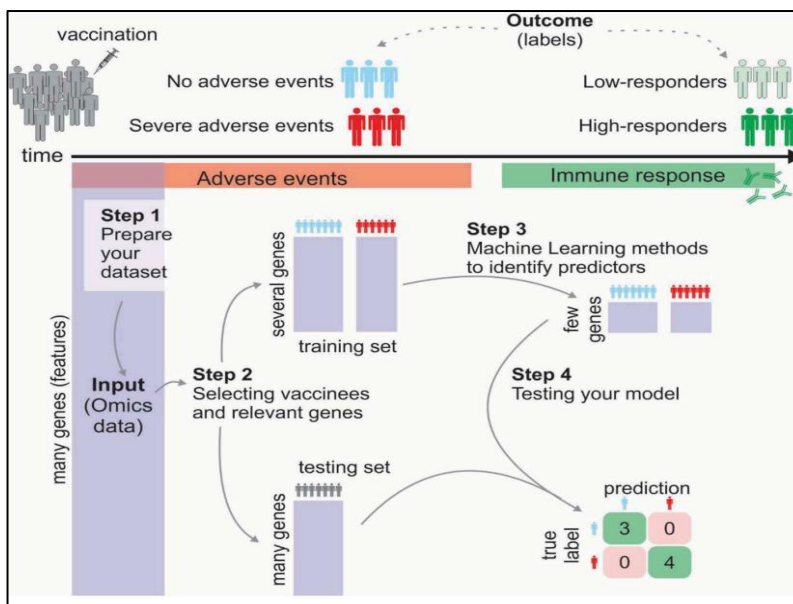 Outcome
(labels)
vaccination
No adverse events
Severe adverse events
Low-responders
High-responders
time
Adverse events
Immune response
Step 1
Prepare
your
dataset
many genes (features)
Input
(Omics
data)
Step 2
Selecting vaccinees
and relevant genes
several genes
training set
Step 3
Machine Learning methods
to identify predictors
few
genes
Step 4
Testing your model
testing set
many genes
prediction
true
label
3 0
0 4